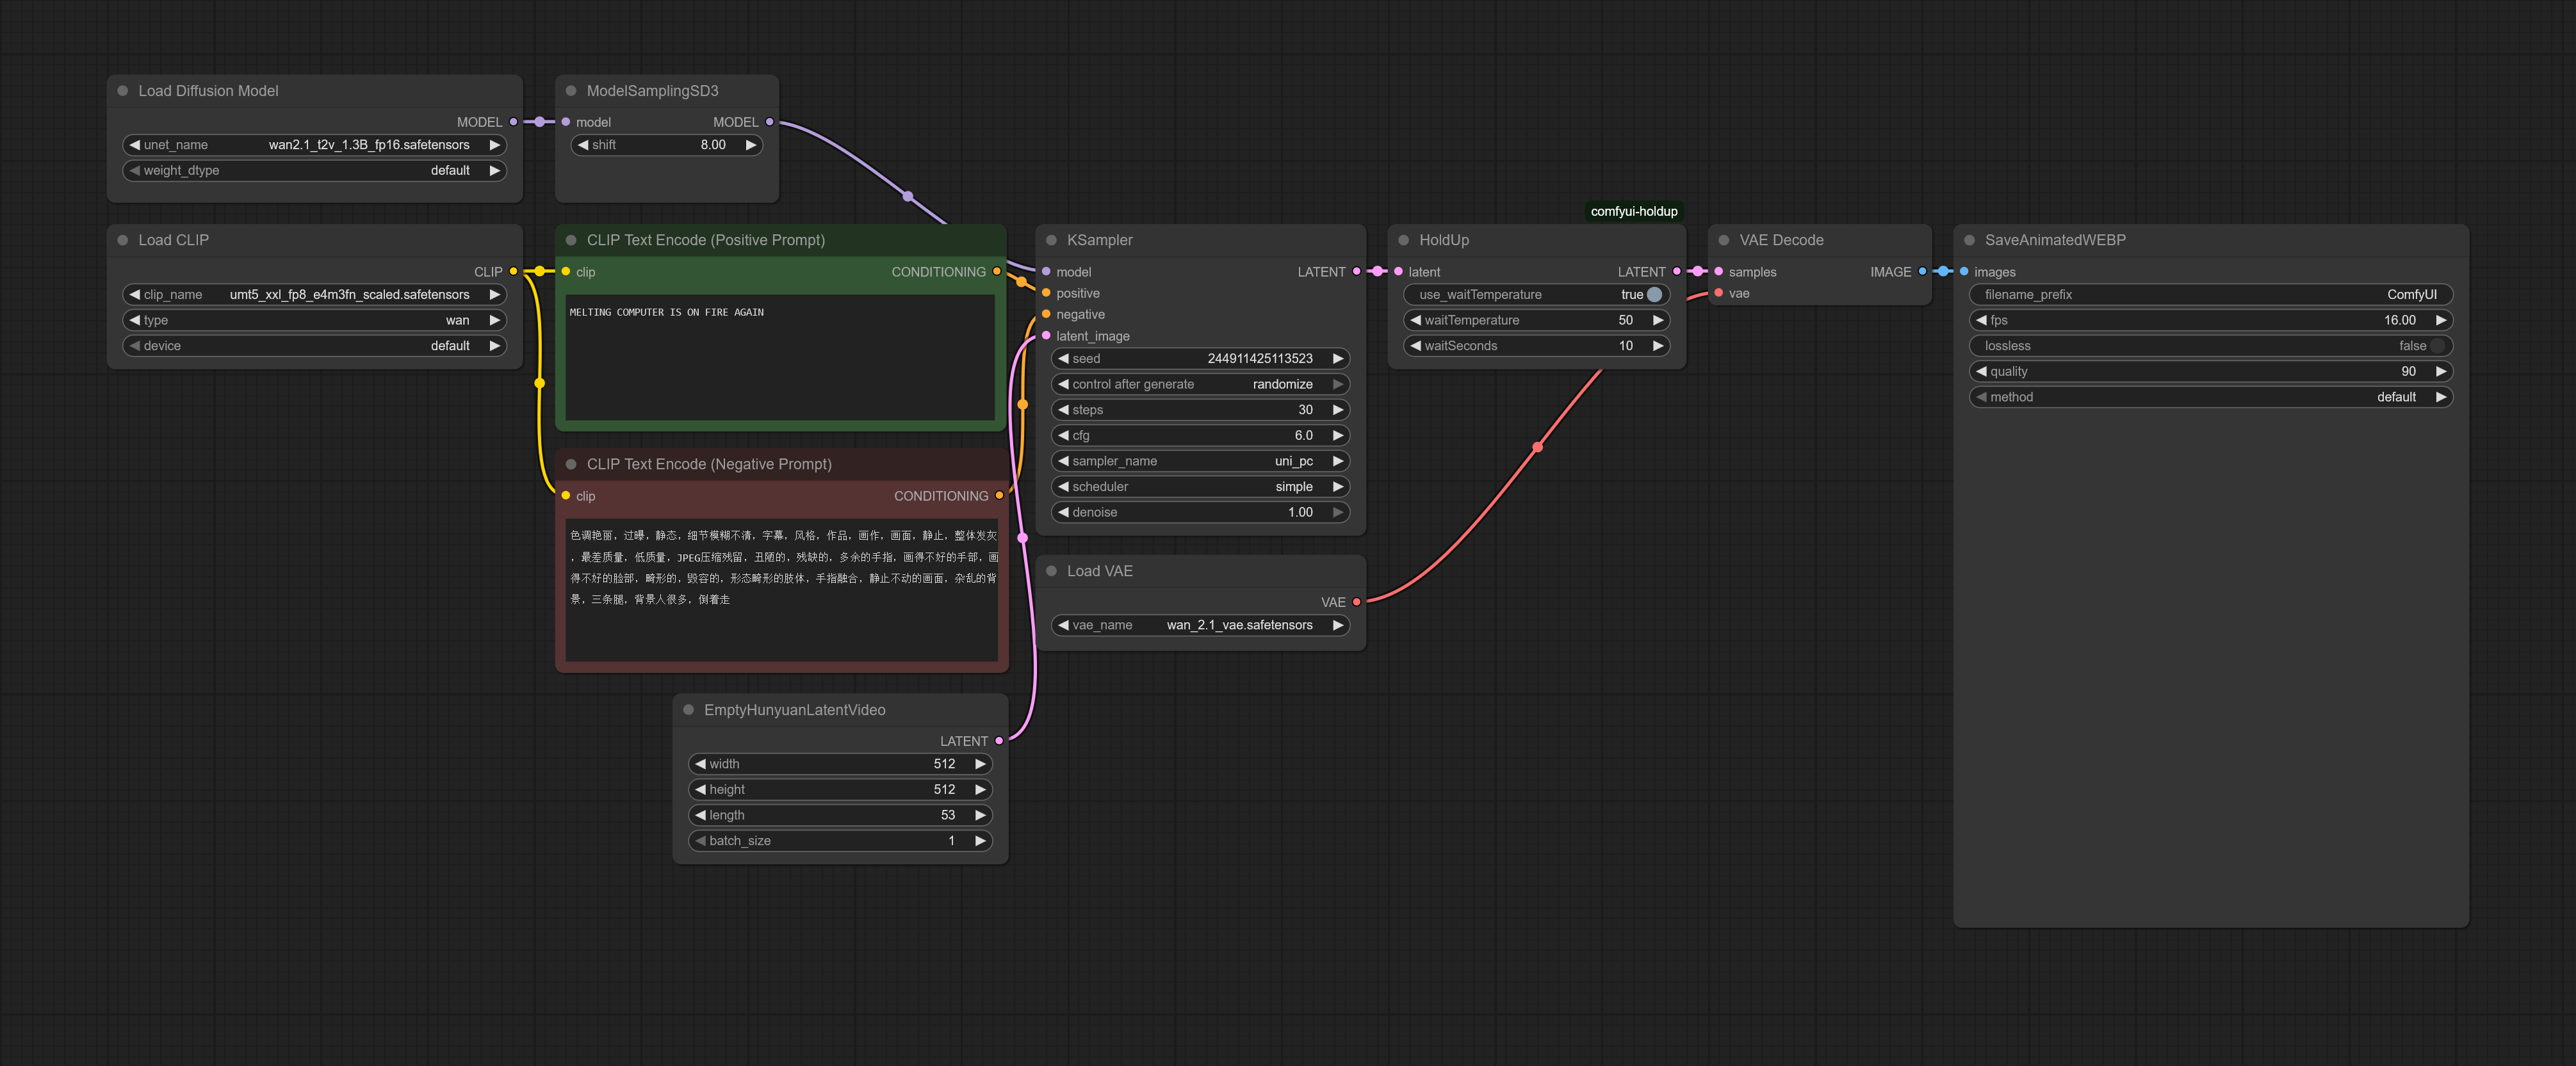 Load Diffusion Model
MODEL
unet_name wan2.1_t2v_1.3B_fp16.safetensors
weight_dtype default
ModelSamplingSD3
model MODEL
shift 8.00
Load CLIP
CLIP
clip_name umt5_xxl_fp8_e4m3fn_scaled.safetensors
type wan
device default
CLIP Text Encode (Positive Prompt)
clip CONDITIONING
MELTING COMPUTER IS ON FIRE AGAIN
CLIP Text Encode (Negative Prompt)
clip CONDITIONING
色调艳丽，过曝，静态，细节模糊不清，字幕，风格，作品，画作，画面，静止，整体发灰
，最差质量，低质量，JPEG压缩残留，丑陋的，残缺的，多余的手指，画得不好的手部，画
得不好的脸部，畸形的，毁容的，形态畸形的肢体，手指融合，静止不动的画面，杂乱的背
景，三条腿，背景人很多，倒着走
EmptyHunyuanLatentVideo
LATENT
width 512
height 512
length 53
batch_size 1
KSampler
model LATENT
positive
negative
latent_image
seed 244911425113523
control after generate randomize
steps 30
cfg 6.0
sampler_name uni_pc
scheduler simple
denoise 1.00
Load VAE
VAE
vae_name wan_2.1_vae.safetensors
comfyui-holdup
HoldUp
latent LATENT
use_waitTemperature true
waitTemperature 50
waitSeconds 10
VAE Decode
samples IMAGE
vae
SaveAnimatedWEBP
images
filename_prefix ComfyUI
fps 16.00
lossless false
quality 90
method default